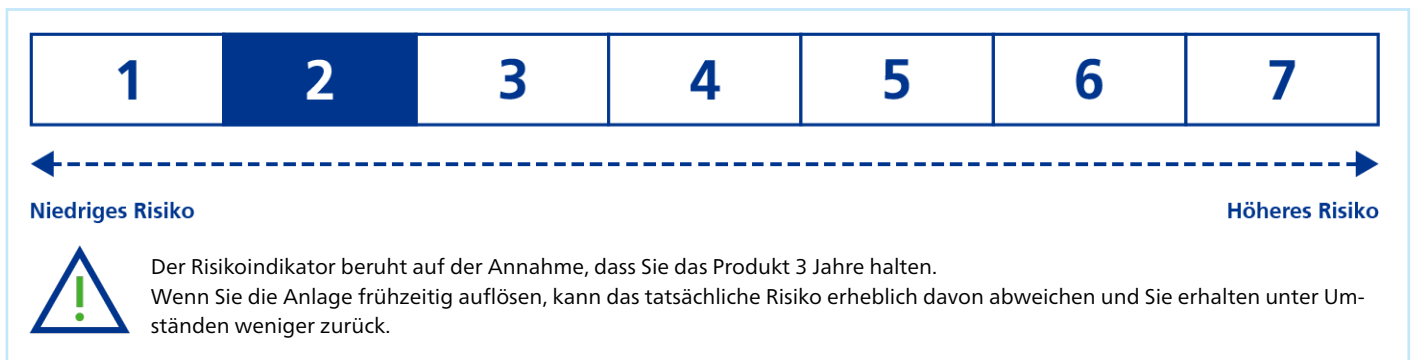 1 2 3 4 5 6 7
Niedriges Risiko Höheres Risiko
Der Risikoindikator beruht auf der Annahme, dass Sie das Produkt 3 Jahre halten.
Wenn Sie die Anlage frühzeitig auflösen, kann das tatsächliche Risiko erheblich davon abweichen und Sie erhalten unter Um-
ständen weniger zurück.